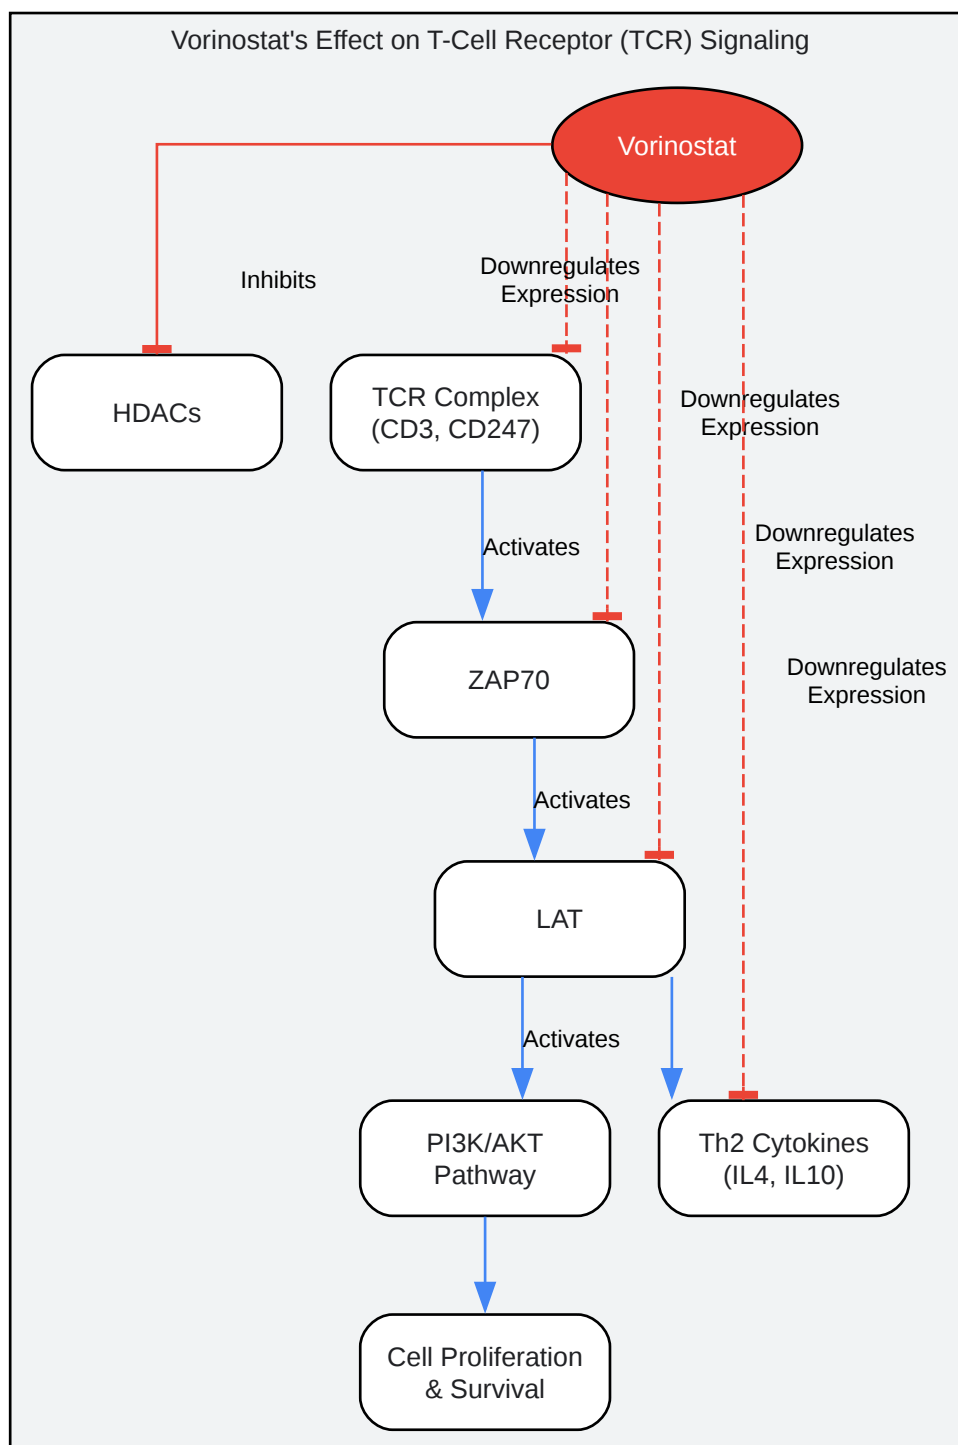 Vorinostat's Effect on T-Cell Receptor (TCR) Signaling
Vorinostat
Inhibits
Downregulates
Expression
HDACs
TCR Complex
(CD3, CD247)
Downregulates
Expression
Activates
Downregulates
Expression
ZAP70
Downregulates
Expression
Activates
LAT
Activates
PI3K/AKT
Pathway
Th2 Cytokines
(IL4, IL10)
Cell Proliferation
& Survival